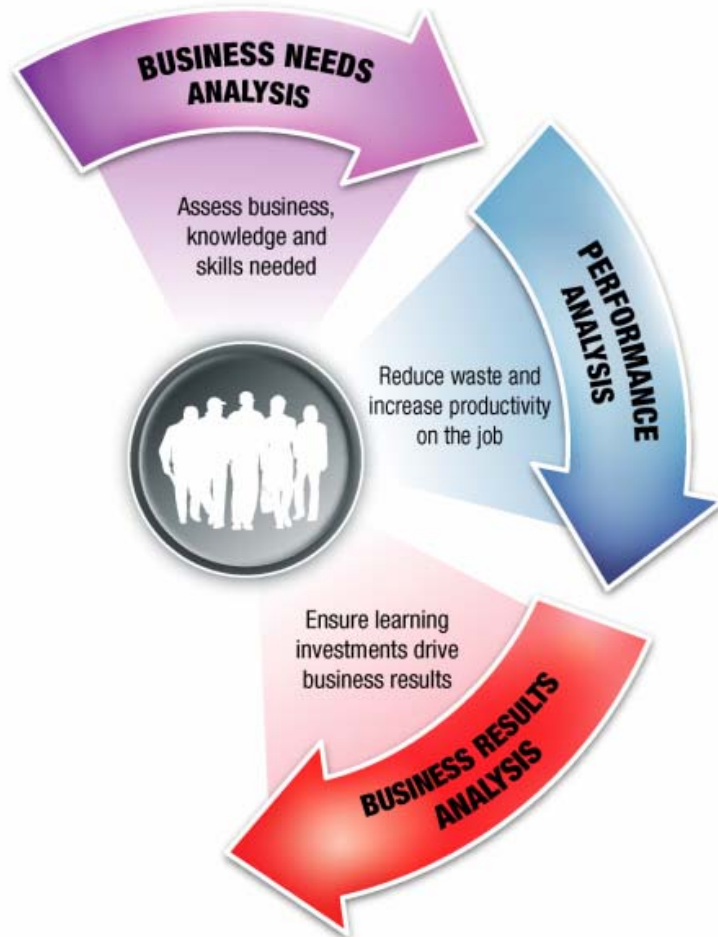 BUSINESS NEEDS
ANALYSIS
Assess business,
knowledge and
skills needed
PERFORMANCE
ANALYSIS
Reduce waste and
increase productivity
on the job
Ensure learning
investments drive
business results
BUSINESS RESULTS
ANALYSIS